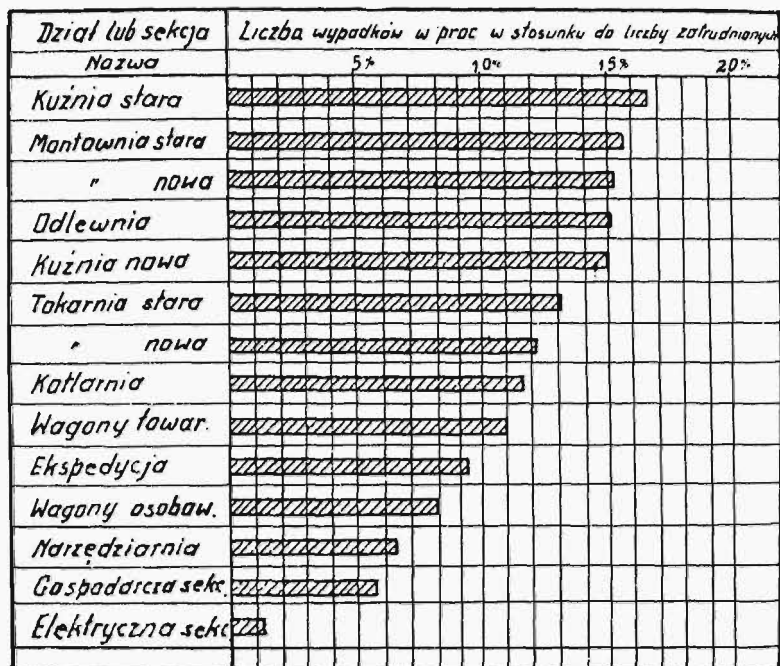 Dział lub sekcja
Liczba wypadków w proc w stosunku do liczby zatrudnionych
Nazwa
5% 10% 15% 20%
Kuźnia stara
Montownia stara
" nowa
Odlewnia
Kuźnia nowa
Tokarnia stara
" nowa
Kotlarnia
Wagony towar.
Ekspedycja
Wagony osobow.
Narzędziarnia
Gospodarcza sekc.
Elektryczna sekc